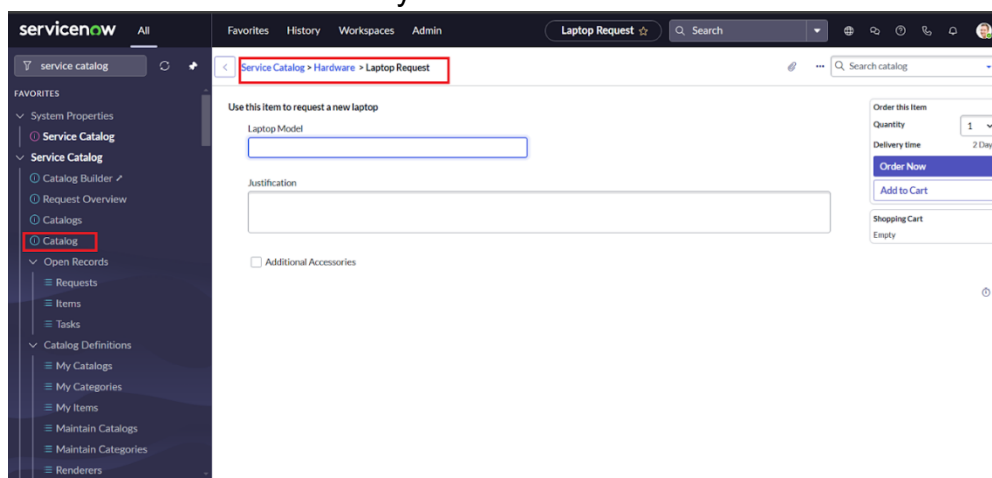 servicenow All Favorites History Workspaces Admin Laptop Request Search
service catalog
Service Catalog > Hardware > Laptop Request
Search catalog
FAVORITES
System Properties
Service Catalog
Service Catalog
Catalog Builder
Request Overview
Catalogs
Catalog
Open Records
Requests
Items
Tasks
Catalog Definitions
My Catalogs
My Categories
My Items
Maintain Catalogs
Maintain Categories
Renderers
Use this item to request a new laptop
Laptop Model
Justification
Additional Accessories
Order this Item
Quantity 1
Delivery time 2 Day
Order Now
Add to Cart
Shopping Cart
Empty